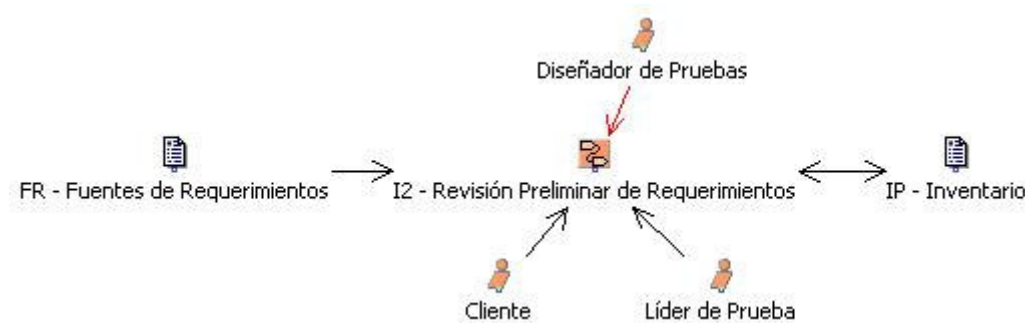 Diseñador de Pruebas
FR - Fuentes de Requerimientos
I2 - Revisión Preliminar de Requerimientos
IP - Inventario
Cliente
Líder de Prueba